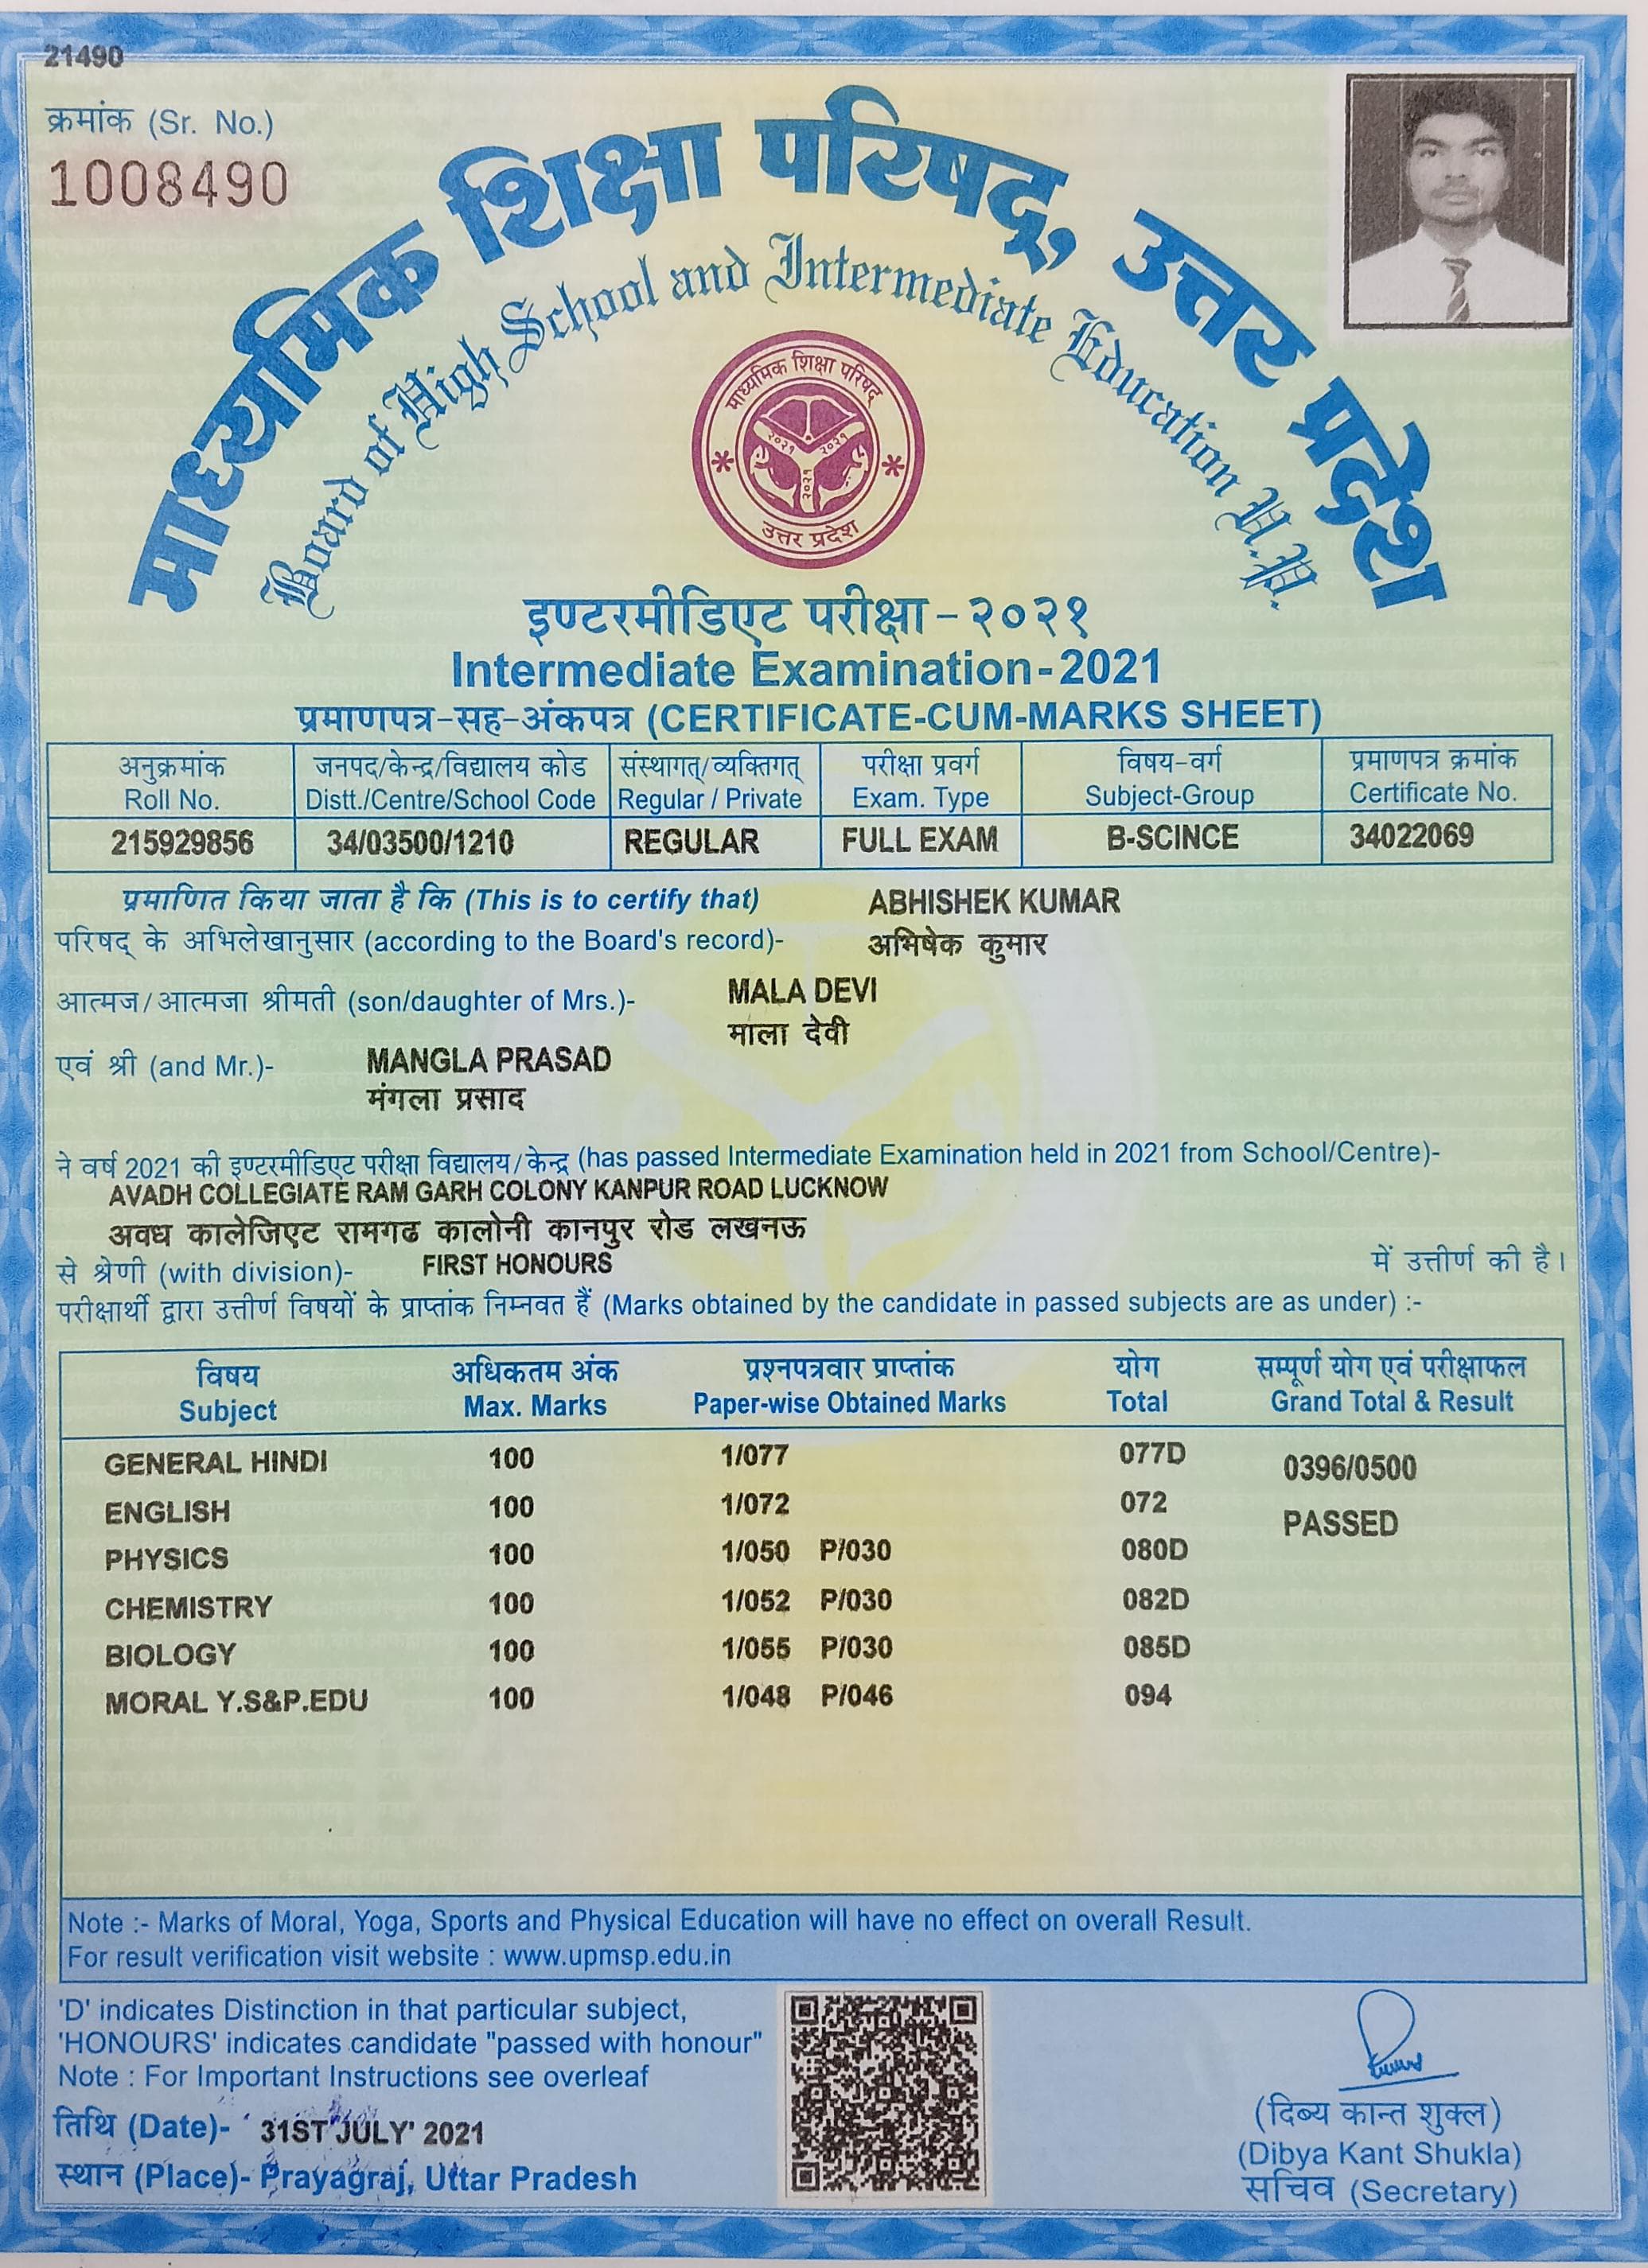 21490
क्रमांक (Sr. No.)
1008490
माध्यमिक शिक्षा परिषद्, उत्तर प्रदेश
Board of High School and Intermediate Education U.P.
माध्यमिक शिक्षा परिषद
२०२१ २०२१
२०२१
उत्तर प्रदेश
इण्टरमीडिएट परीक्षा - २०२१
Intermediate Examination - 2021
प्रमाणपत्र-सह-अंकपत्र (CERTIFICATE-CUM-MARKS SHEET)
अनुक्रमांक जनपद/केन्द्र/विद्यालय कोड संस्थागत्/व्यक्तिगत् परीक्षा प्रवर्ग विषय-वर्ग प्रमाणपत्र क्रमांक
Roll No. Distt./Centre/School Code Regular / Private Exam. Type Subject-Group Certificate No.
215929856 34/03500/1210 REGULAR FULL EXAM B-SCINCE 34022069
प्रमाणित किया जाता है कि (This is to certify that) ABHISHEK KUMAR
परिषद् के अभिलेखानुसार (according to the Board's record)- अभिषेक कुमार
आत्मज/आत्मजा श्रीमती (son/daughter of Mrs.)- MALA DEVI
माला देवी
एवं श्री (and Mr.)- MANGLA PRASAD
मंगला प्रसाद
ने वर्ष 2021 की इण्टरमीडिएट परीक्षा विद्यालय/केन्द्र (has passed Intermediate Examination held in 2021 from School/Centre)-
AVADH COLLEGIATE RAM GARH COLONY KANPUR ROAD LUCKNOW
अवध कालेजिएट रामगढ कालोनी कानपुर रोड लखनऊ
से श्रेणी (with division)- FIRST HONOURS में उत्तीर्ण की है।
परीक्षार्थी द्वारा उत्तीर्ण विषयों के प्राप्तांक निम्नवत हैं (Marks obtained by the candidate in passed subjects are as under) :-
विषय अधिकतम अंक प्रश्नपत्रवार प्राप्तांक योग सम्पूर्ण योग एवं परीक्षाफल
Subject Max. Marks Paper-wise Obtained Marks Total Grand Total & Result
GENERAL HINDI 100 1/077 077D 0396/0500
ENGLISH 100 1/072 072 PASSED
PHYSICS 100 1/050 P/030 080D
CHEMISTRY 100 1/052 P/030 082D
BIOLOGY 100 1/055 P/030 085D
MORAL Y.S&P.EDU 100 1/048 P/046 094
Note :- Marks of Moral, Yoga, Sports and Physical Education will have no effect on overall Result.
For result verification visit website : www.upmsp.edu.in
'D' indicates Distinction in that particular subject,
'HONOURS' indicates candidate "passed with honour"
Note : For Important Instructions see overleaf
तिथि (Date)- 31ST JULY' 2021
स्थान (Place)- Prayagraj, Uttar Pradesh
(दिब्य कान्त शुक्ल)
(Dibya Kant Shukla)
सचिव (Secretary)